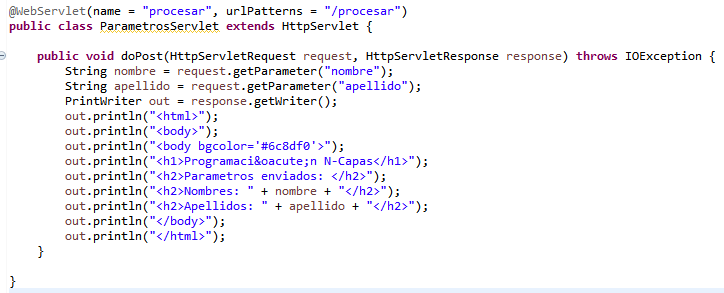 @WebServlet(name = "procesar", urlPatterns = "/procesar")
public class ParametrosServlet extends HttpServlet {
public void doPost(HttpServletRequest request, HttpServletResponse response) throws IOException {
String nombre = request.getParameter("nombre");
String apellido = request.getParameter("apellido");
PrintWriter out = response.getWriter();
out.println("<html>");
out.println("<body>");
out.println("<body bgcolor='#6c8df0'>");
out.println("<h1>Programaci&oacute;n N-Capas</h1>");
out.println("<h2>Parametros enviados: </h2>");
out.println("<h2>Nombres: " + nombre + "</h2>");
out.println("<h2>Apellidos: " + apellido + "</h2>");
out.println("</body>");
out.println("</html>");
}
}